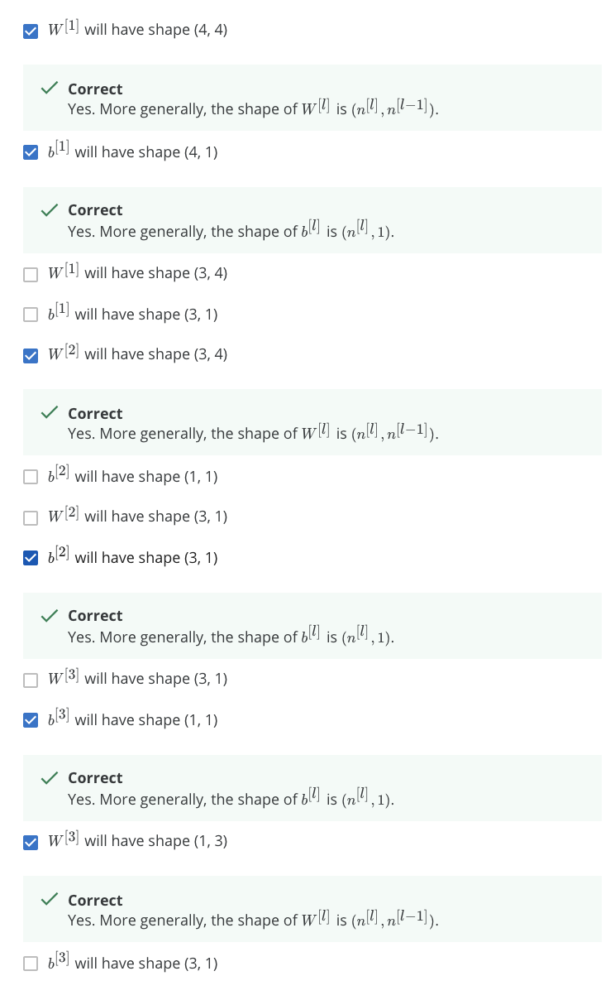 W^[1] will have shape (4, 4)
Correct
Yes. More generally, the shape of W^[l] is (n^[l], n^[l−1]).
b^[1] will have shape (4, 1)
Correct
Yes. More generally, the shape of b^[l] is (n^[l], 1).
W^[1] will have shape (3, 4)
b^[1] will have shape (3, 1)
W^[2] will have shape (3, 4)
Correct
Yes. More generally, the shape of W^[l] is (n^[l], n^[l−1]).
b^[2] will have shape (1, 1)
W^[2] will have shape (3, 1)
b^[2] will have shape (3, 1)
Correct
Yes. More generally, the shape of b^[l] is (n^[l], 1).
W^[3] will have shape (3, 1)
b^[3] will have shape (1, 1)
Correct
Yes. More generally, the shape of b^[l] is (n^[l], 1).
W^[3] will have shape (1, 3)
Correct
Yes. More generally, the shape of W^[l] is (n^[l], n^[l−1]).
b^[3] will have shape (3, 1)